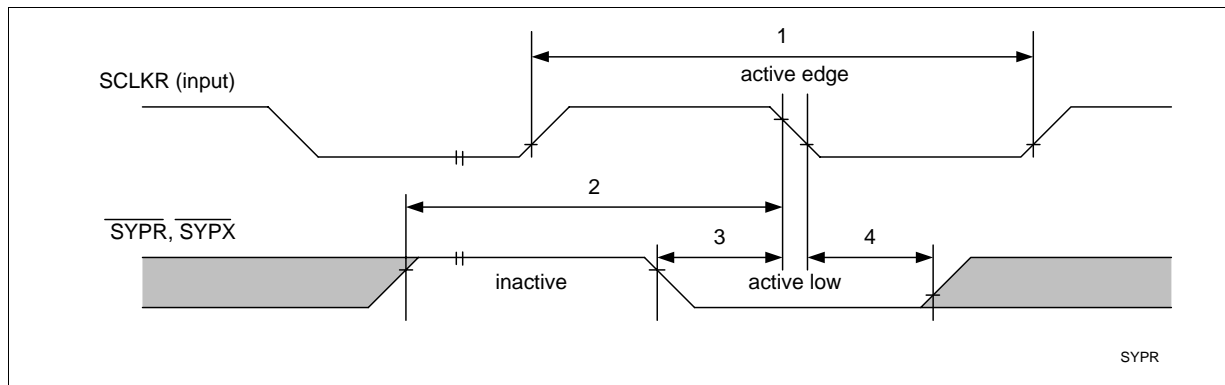 1
active edge
SCLKR (input)
2
SYPR, SYPX
3
4
inactive
active low
SYPR